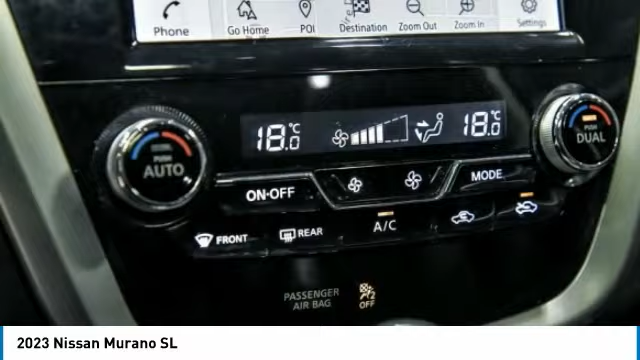 Phone
Go Home
POI
Destination
Zoom Out
Zoom In
Settings
18.0°C
18.0°C
PUSH
AUTO
PUSH
DUAL
ON·OFF
MODE
FRONT
REAR
A/C
PASSENGER
AIR BAG
2
OFF
2023 Nissan Murano SL